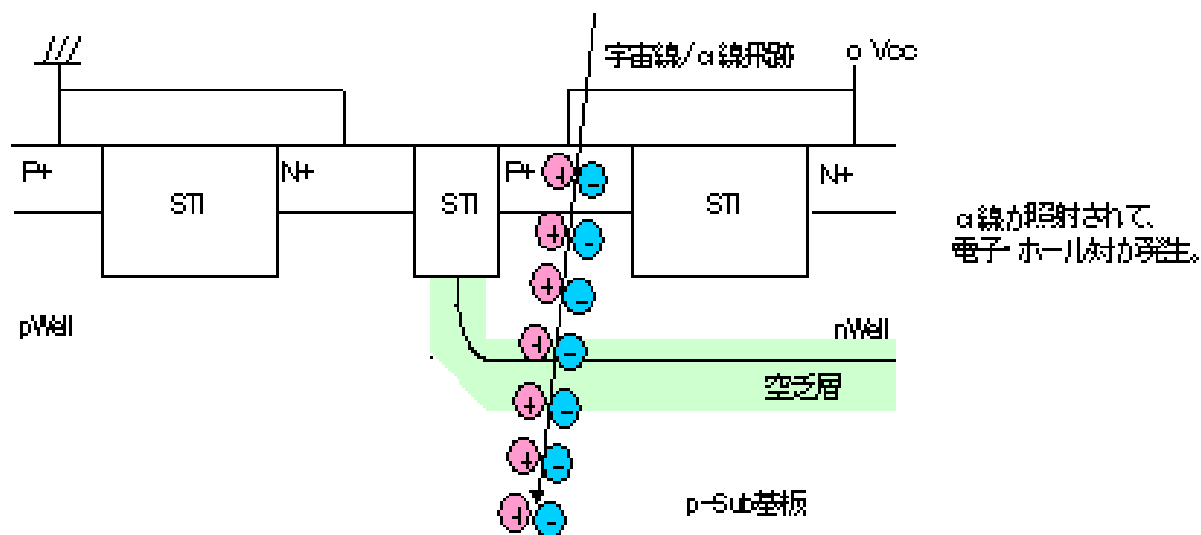 宇宙線/α線飛跡
Vcc
P+
STI
N+
STI
P+
STI
N+
α線が照射されて、
電子・ホール対が発生。
pWell
nWell
空乏層
p-Sub基板